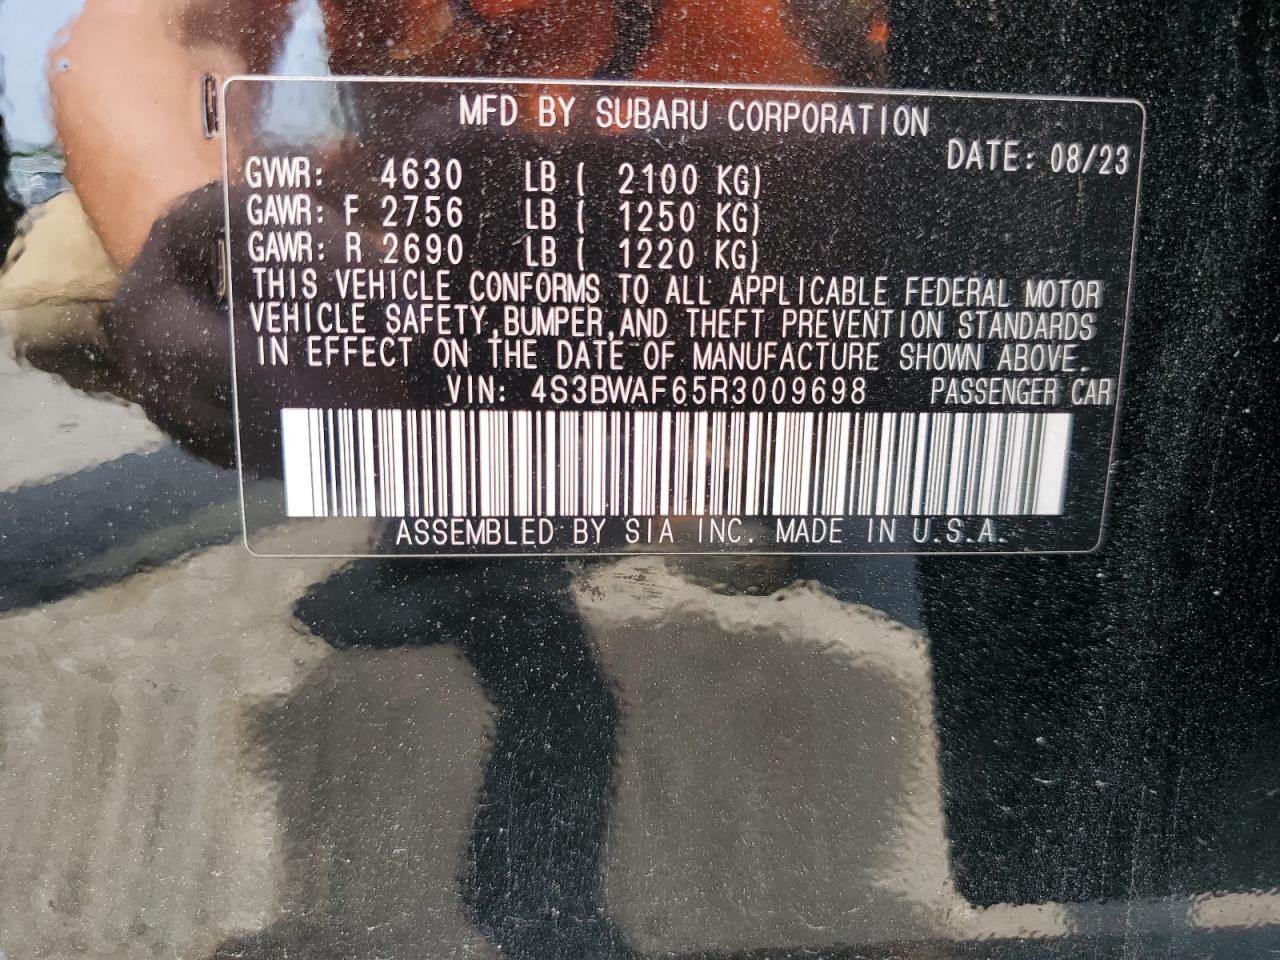 MFD BY SUBARU CORPORATION
DATE: 08/23
GVWR: 4630 LB ( 2100 KG)
GAWR: F 2756 LB ( 1250 KG)
GAWR: R 2690 LB ( 1220 KG)
THIS VEHICLE CONFORMS TO ALL APPLICABLE FEDERAL MOTOR
VEHICLE SAFETY,BUMPER,AND THEFT PREVENTION STANDARDS
IN EFFECT ON THE DATE OF MANUFACTURE SHOWN ABOVE.
VIN: 4S3BWAF65R3009698 PASSENGER CAR
ASSEMBLED BY SIA INC. MADE IN U.S.A.